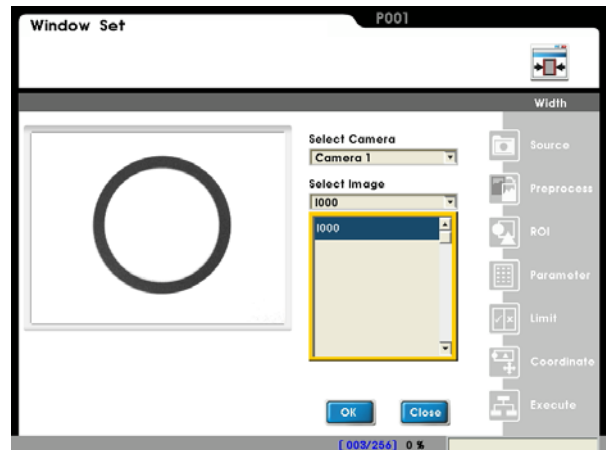 P001
Window Set
Width
Select Camera
Camera 1
Select Image
I000
I000
Source
Preprocess
ROI
Parameter
Limit
Coordinate
Execute
OK
Close
[003/256] 0 %